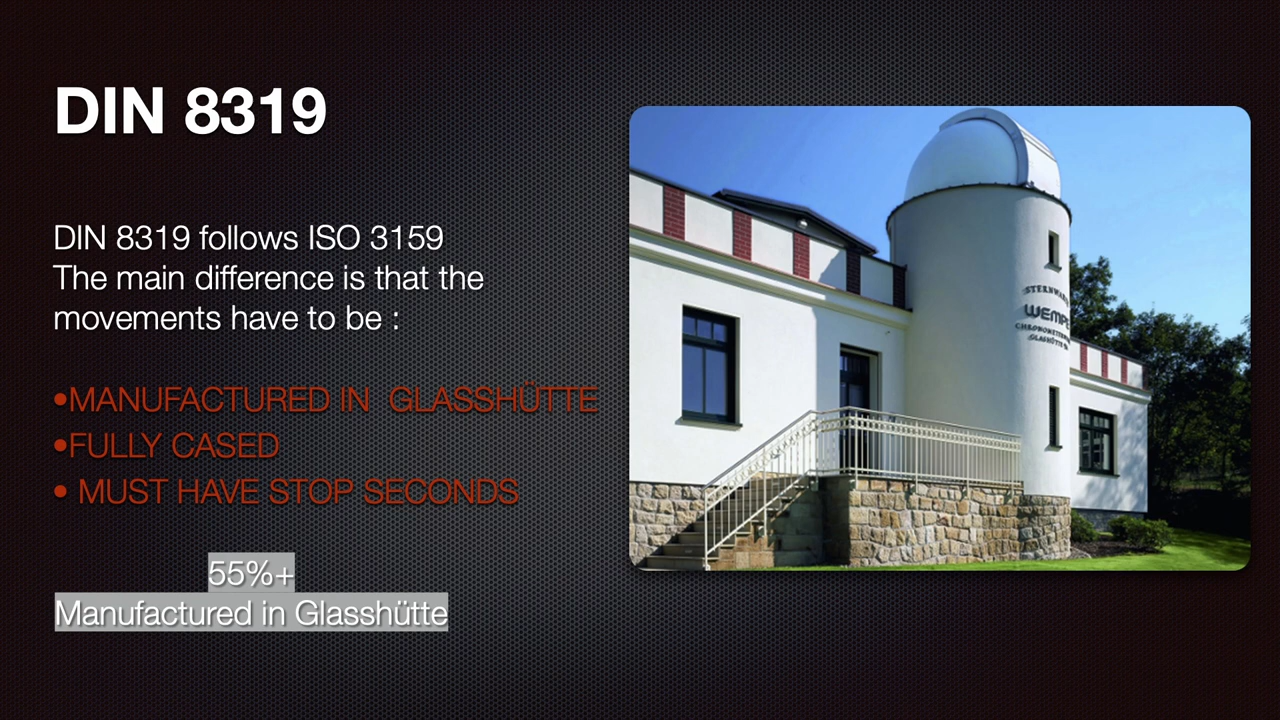 DIN 8319
DIN 8319 follows ISO 3159
The main difference is that the
movements have to be :
•MANUFACTURED IN GLASSHÜTTE
•FULLY CASED
• MUST HAVE STOP SECONDS
55%+
Manufactured in Glasshütte
WEMPE